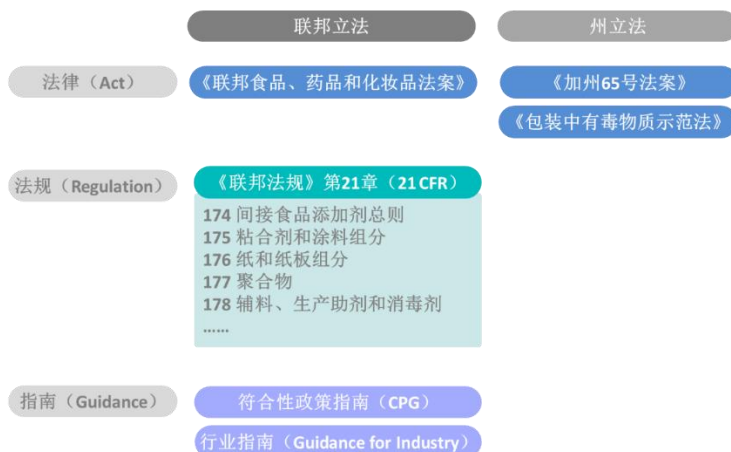 联邦立法
州立法
法律（Act）
《联邦食品、药品和化妆品法案》
《加州65号法案》
《包装中有毒物质示范法》
法规（Regulation）
《联邦法规》第21章（21 CFR）
174 间接食品添加剂总则
175 粘合剂和涂料组分
176 纸和纸板组分
177 聚合物
178 辅料、生产助剂和消毒剂
……
指南（Guidance）
符合性政策指南（CPG）
行业指南（Guidance for Industry）